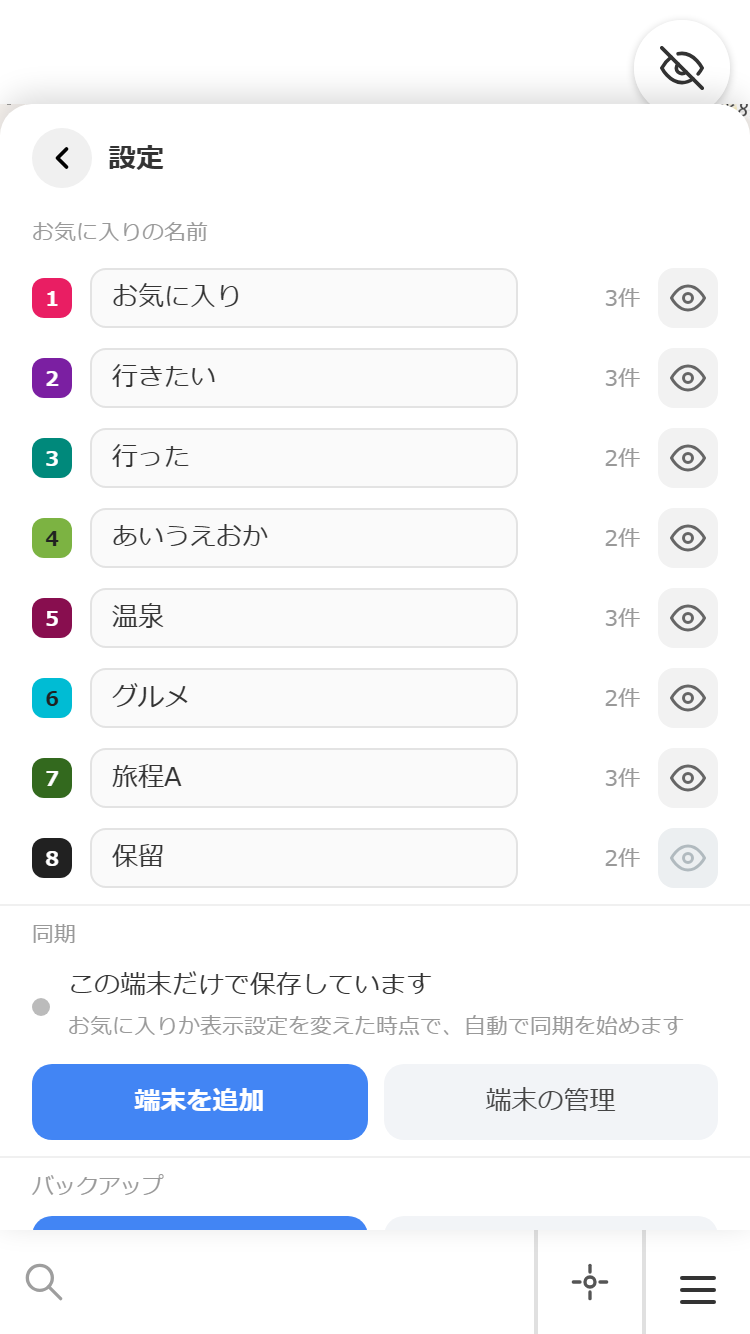 設定
お気に入りの名前
1 お気に入り 3件
2 行きたい 3件
3 行った 2件
4 あいうえおか 2件
5 温泉 3件
6 グルメ 2件
7 旅程A 3件
8 保留 2件
同期
この端末だけで保存しています
お気に入りか表示設定を変えた時点で、自動で同期を始めます
端末を追加 端末の管理
バックアップ